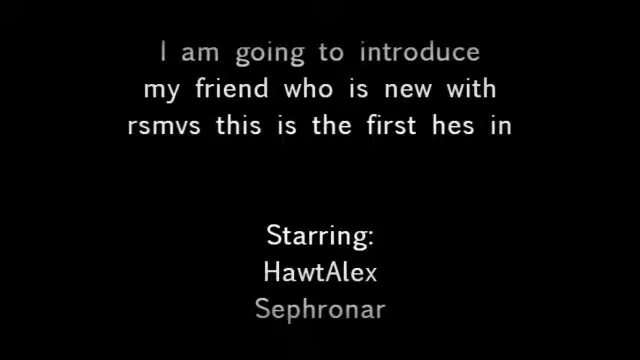 I am going to introduce
my friend who is new with
rsmvs this is the first hes in
Starring:
HawtAlex
Sephronar